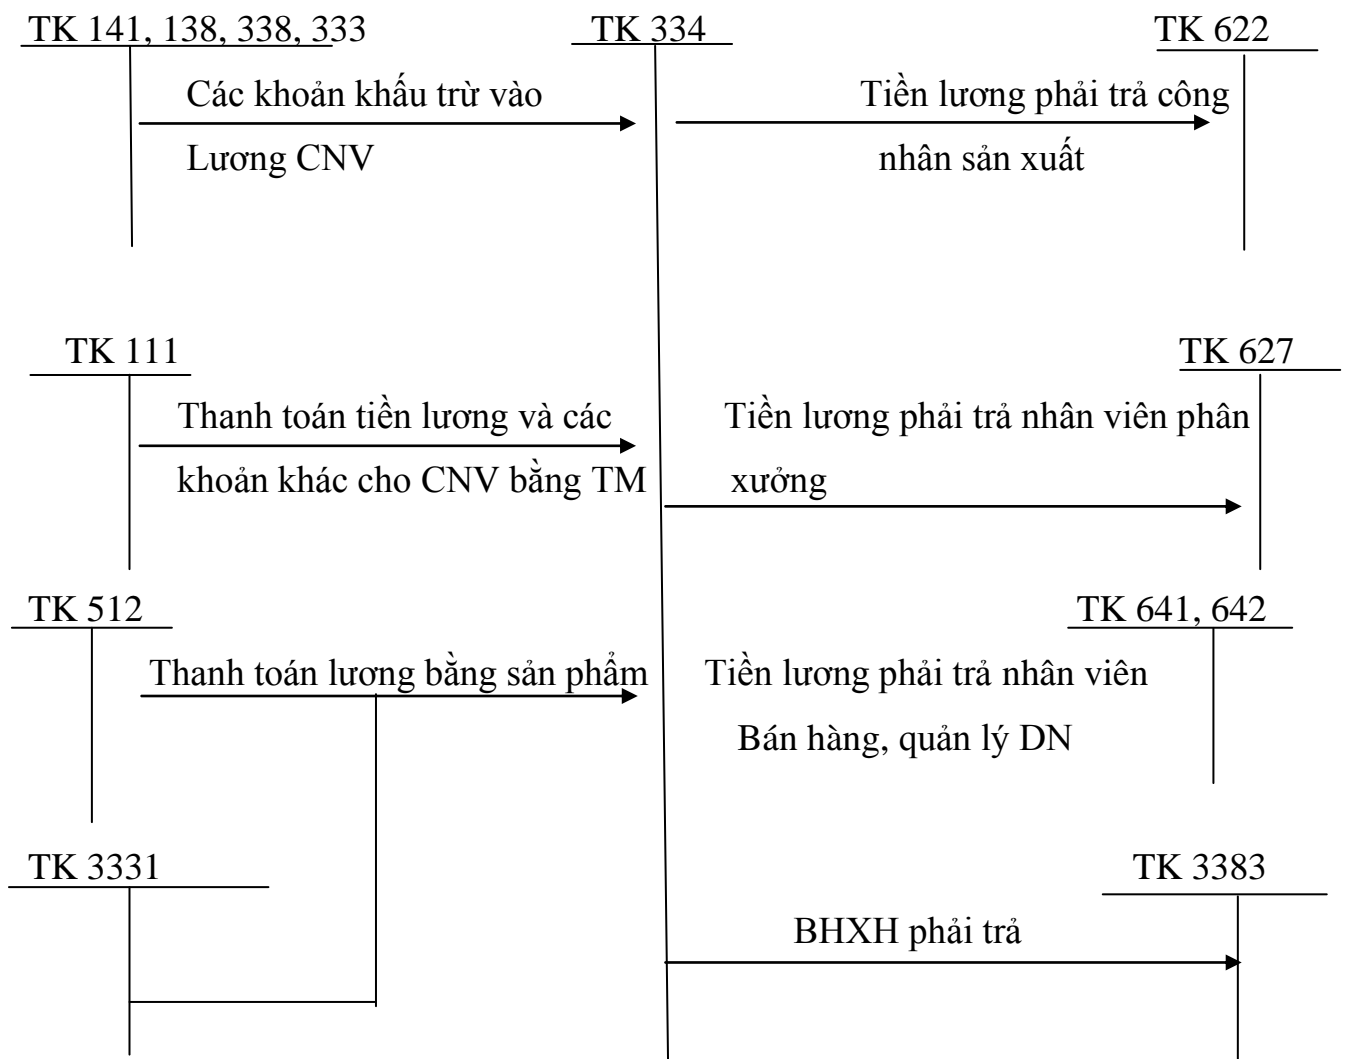 TK 141, 138, 338, 333
TK 334
TK 622
Các khoản khấu trừ vào
Lương CNV
Tiền lương phải trả công
nhân sản xuất
TK 111
TK 627
Thanh toán tiền lương và các
khoản khác cho CNV bằng TM
Tiền lương phải trả nhân viên phân
xưởng
TK 512
TK 641, 642
Thanh toán lương bằng sản phẩm
Tiền lương phải trả nhân viên
Bán hàng, quản lý DN
TK 3331
TK 3383
BHXH phải trả